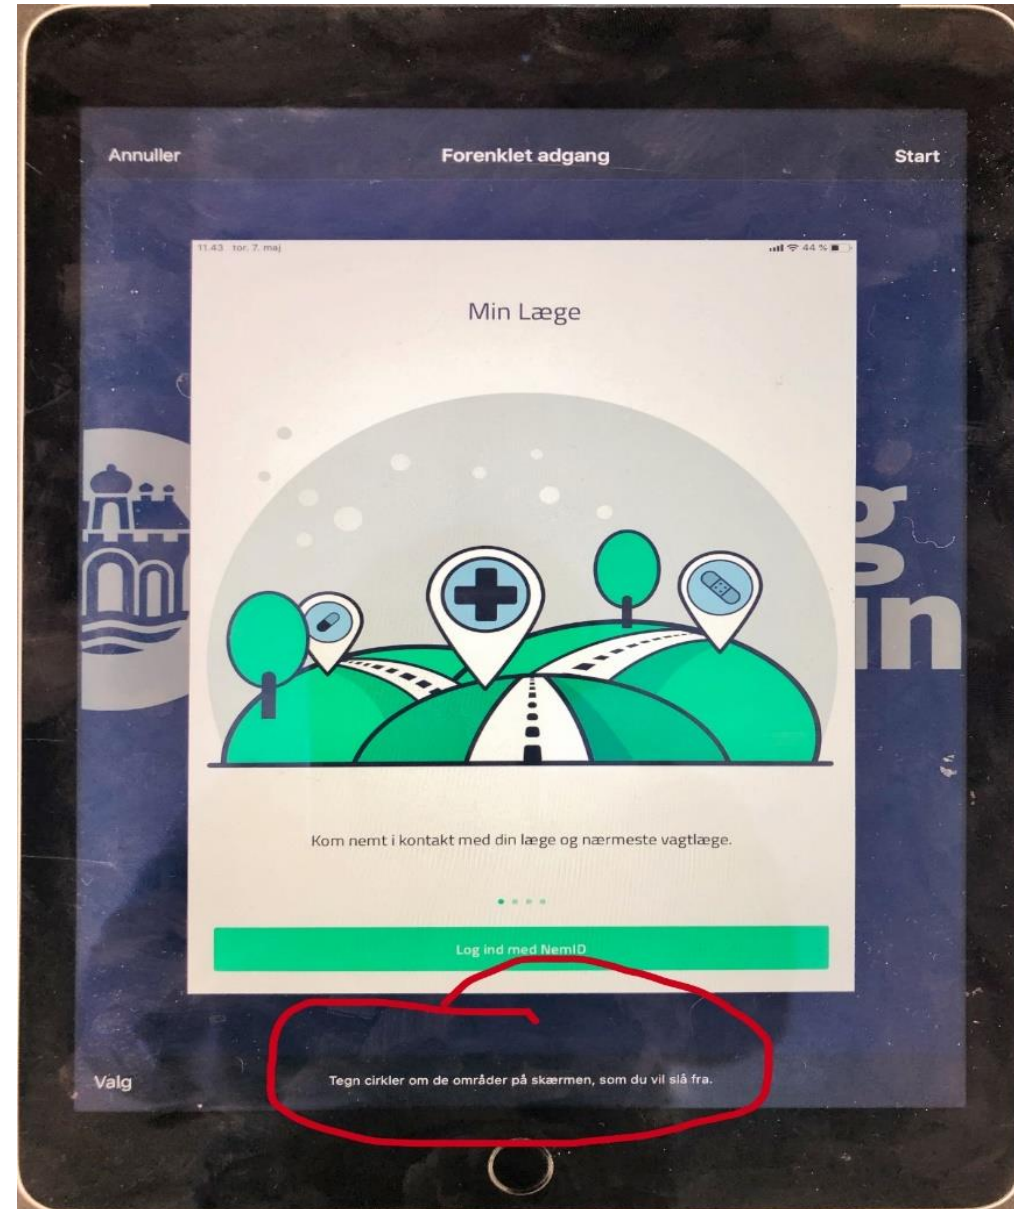 Annuller Forenklet adgang Start
11.43 tor. 7. maj 44 %
Min Læge
g
un
Kom nemt i kontakt med din læge og nærmeste vagtlæge.
Log ind med NemID
Valg Tegn cirkler om de områder på skærmen, som du vil slå fra.